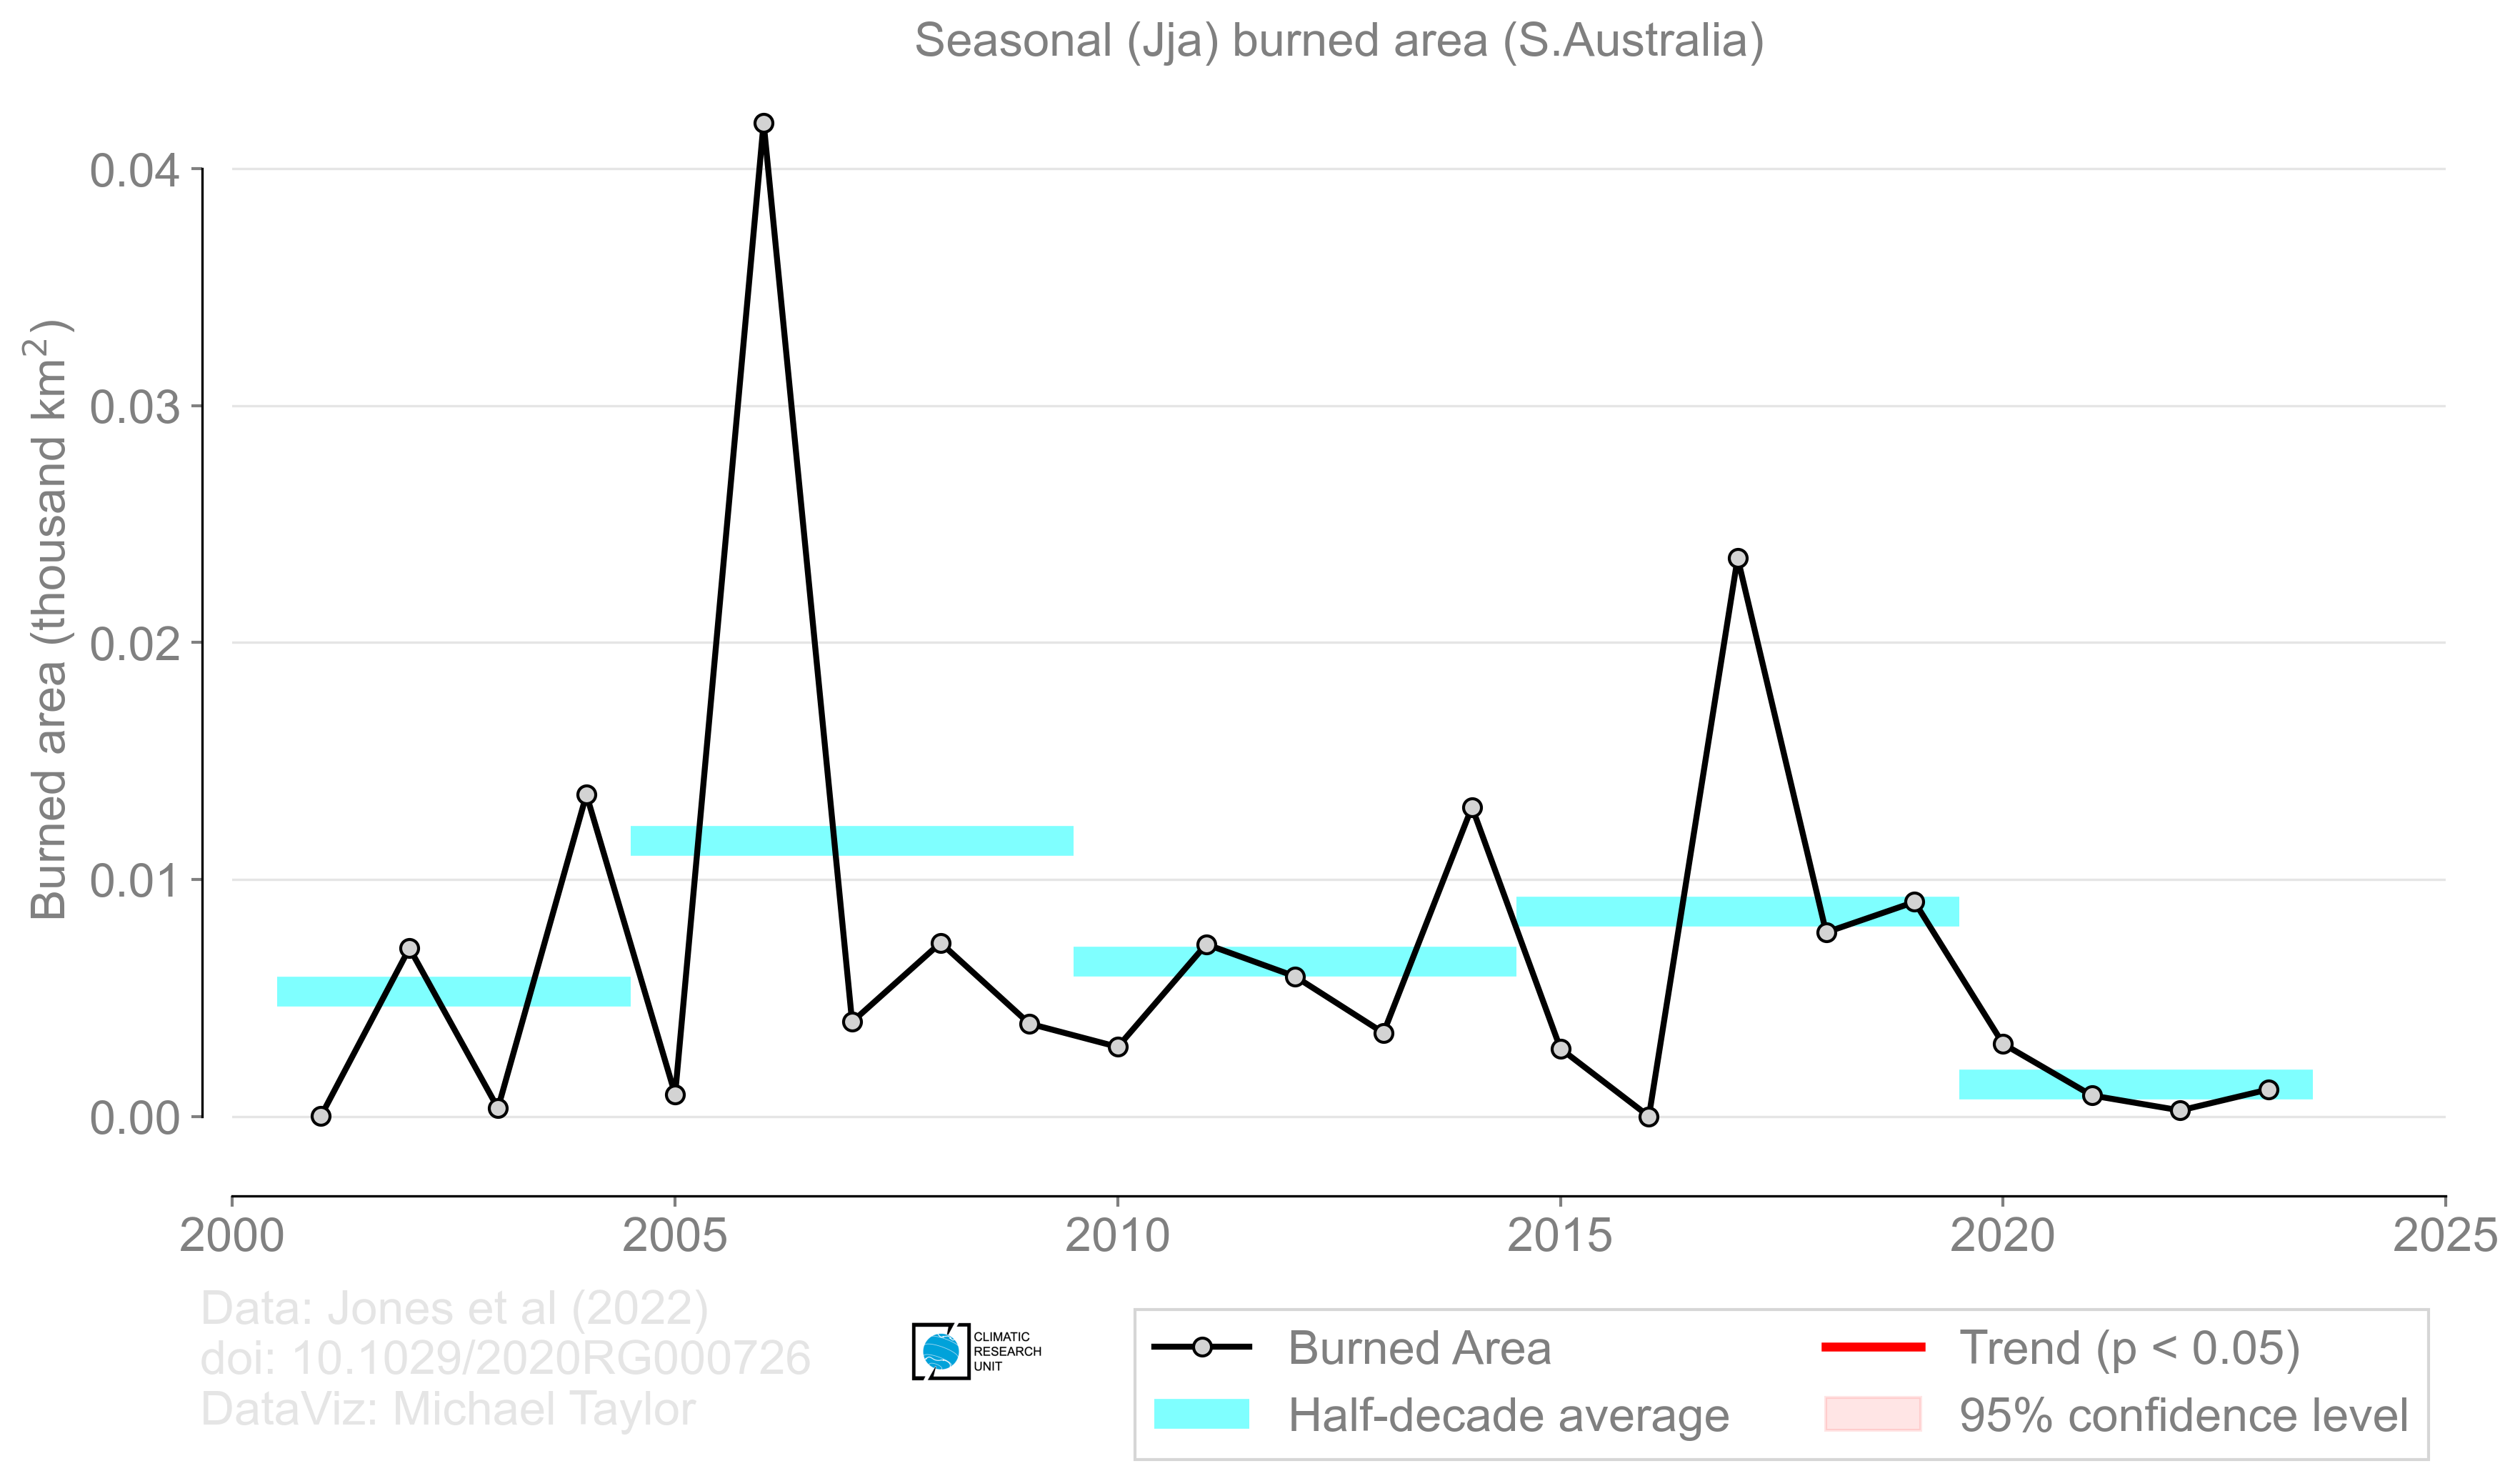 Seasonal (Jja) burned area (S.Australia)
Burned area (thousand km²)
0.04
0.03
0.02
0.01
0.00
2000 2005 2010 2015 2020 2025
Data: Jones et al (2022)
doi: 10.1029/2020RG000726
DataViz: Michael Taylor
CLIMATIC
RESEARCH
UNIT
Burned Area
Half-decade average
Trend (p < 0.05)
95% confidence level